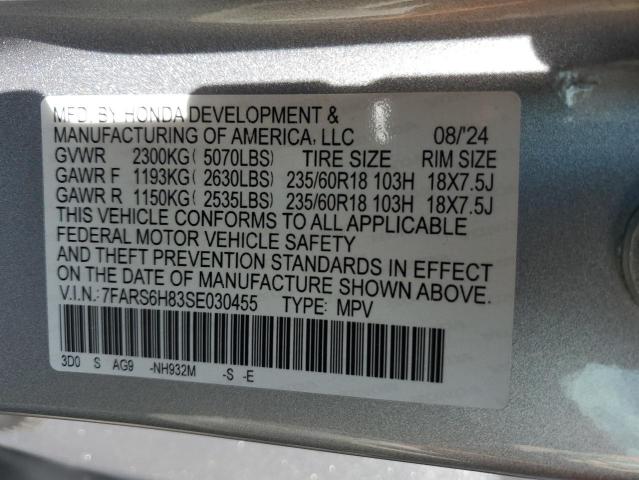 MFD. BY HONDA DEVELOPMENT &
MANUFACTURING OF AMERICA, LLC 08/'24
GVWR 2300KG( 5070LBS) TIRE SIZE RIM SIZE
GAWR F 1193KG( 2630LBS) 235/60R18 103H 18X7.5J
GAWR R 1150KG( 2535LBS) 235/60R18 103H 18X7.5J
THIS VEHICLE CONFORMS TO ALL APPLICABLE
FEDERAL MOTOR VEHICLE SAFETY
AND THEFT PREVENTION STANDARDS IN EFFECT
ON THE DATE OF MANUFACTURE SHOWN ABOVE.
V.I.N.:7FARS6H83SE030455 TYPE: MPV
3D0 S AG9 -NH932M -S -E